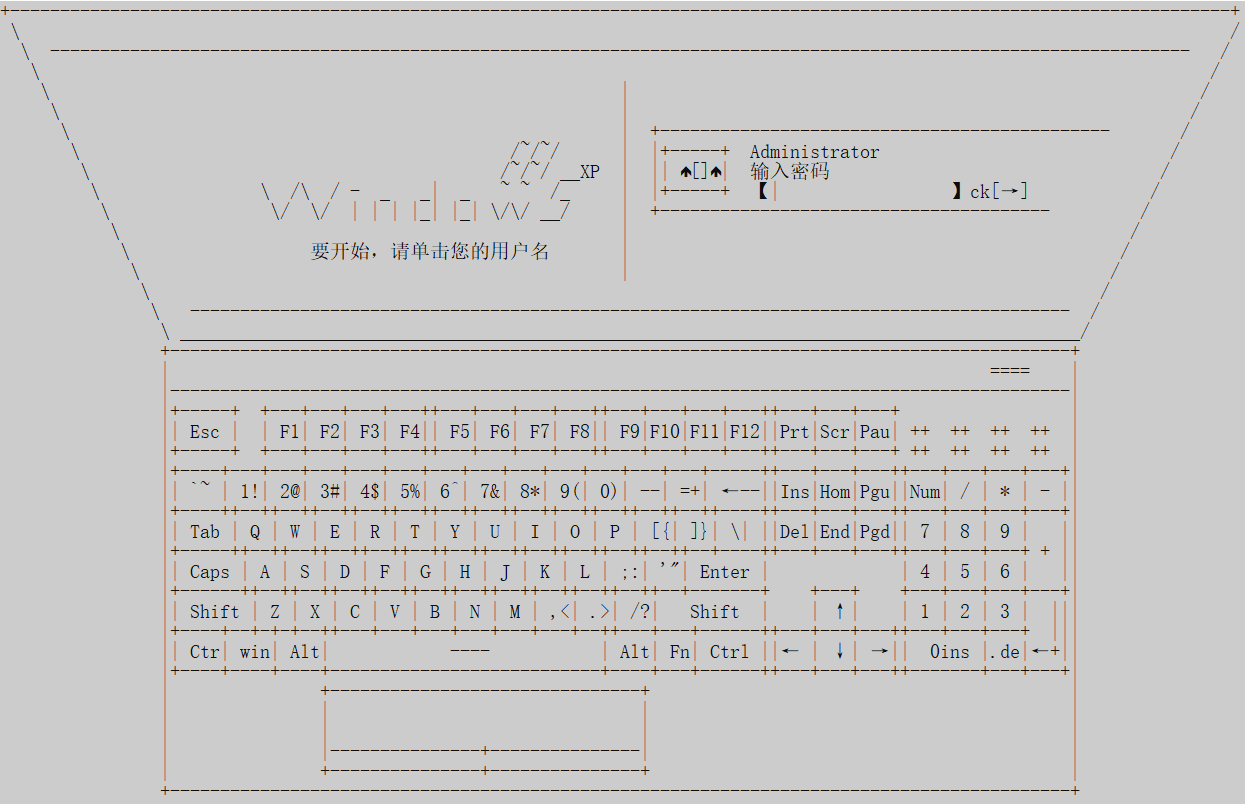 Windows XP
要开始，请单击您的用户名
Administrator
输入密码
【 】ck[→]
====
Esc F1 F2 F3 F4 F5 F6 F7 F8 F9 F10 F11 F12 Prt Scr Pau
`~ 1! 2@ 3# 4$ 5% 6^ 7& 8* 9( 0) -- =+ ←-- Ins Hom Pgu Num / * -
Tab Q W E R T Y U I O P [{ ]} \ Del End Pgd 7 8 9 +
Caps A S D F G H J K L ;: '" Enter 4 5 6
Shift Z X C V B N M ,< .> /? Shift ↑ 1 2 3
Ctr win Alt ---- Alt Fn Ctrl ← ↓ → 0ins .de ←+